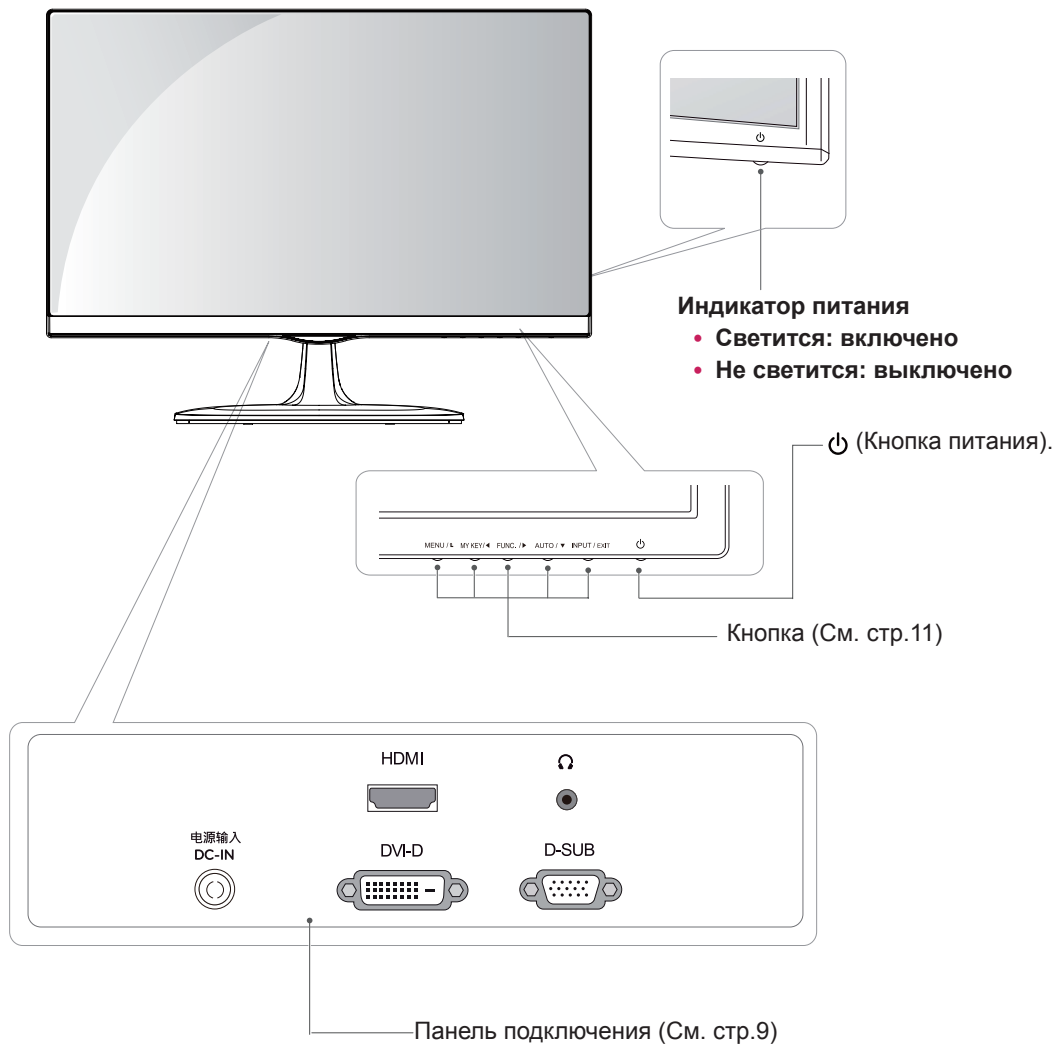 Индикатор питания
• Светится: включено
• Не светится: выключено
(Кнопка питания).
MENU / MY KEY/◄ FUNC. /► AUTO / ▼ INPUT / EXIT
Кнопка (См. стр.11)
HDMI
电源输入
DC-IN
DVI-D
D-SUB
Панель подключения (См. стр.9)